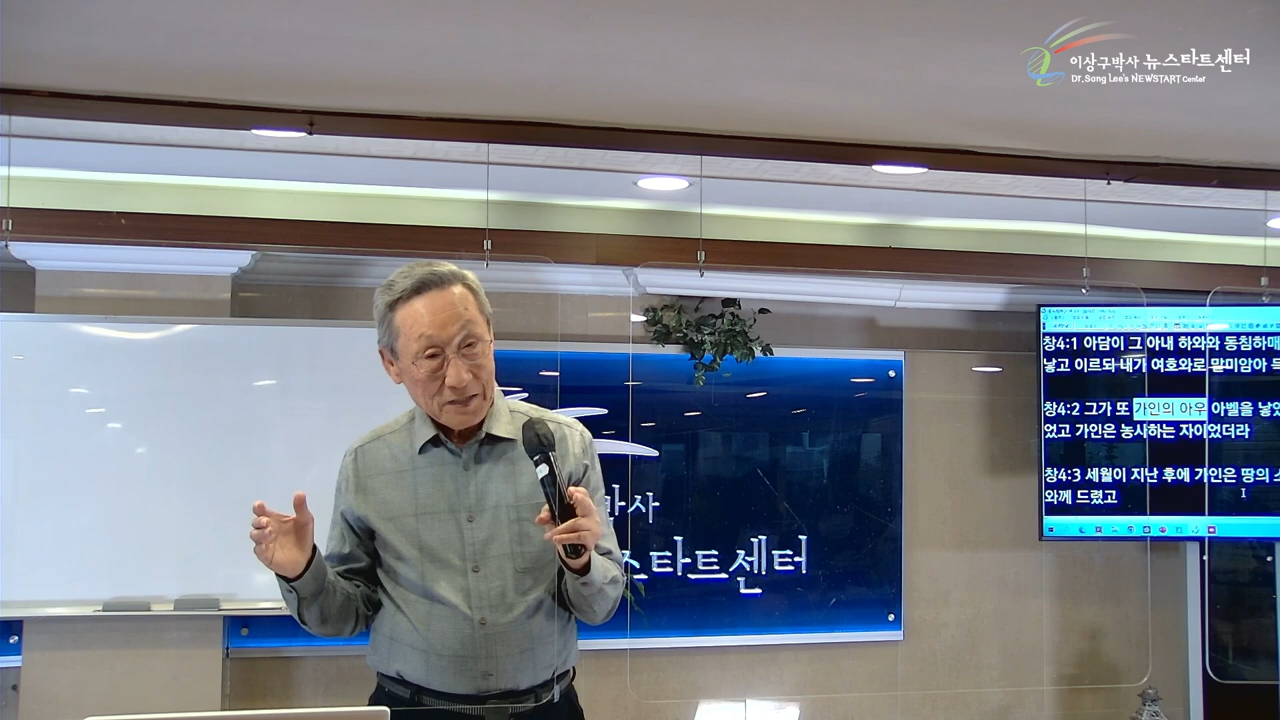 이상구박사 뉴스타트센터
Dr. Sang Lee's NEWSTART Center
창4:1 아담이 그 아내 하와와 동침하매
낳고 이르되 내가 여호와로 말미암아 득
창4:2 그가 또 가인의 아우 아벨을 낳았
었고 가인은 농사하는 자이었더라
창4:3 세월이 지난 후에 가인은 땅의 소
와께 드렸고
박사
스타트센터